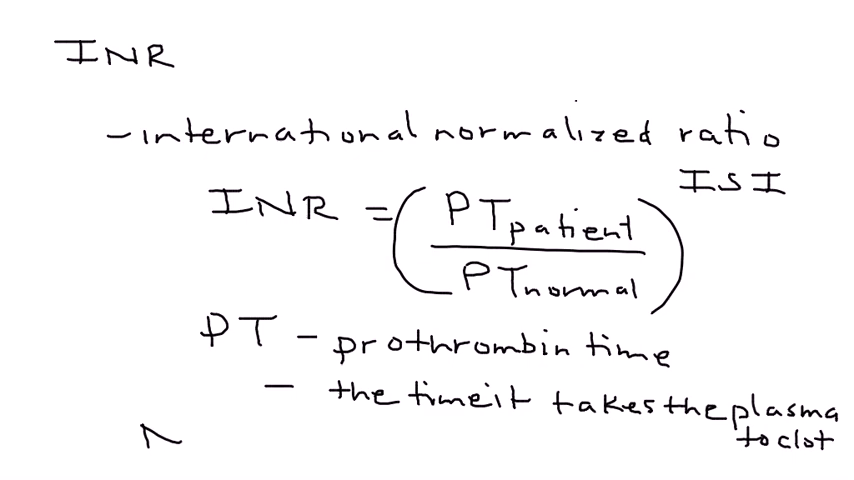 INR
- international normalized ratio
INR = (PTpatient / PTnormal) ISI
PT - prothrombin time
- the time it takes the plasma
to clot
N